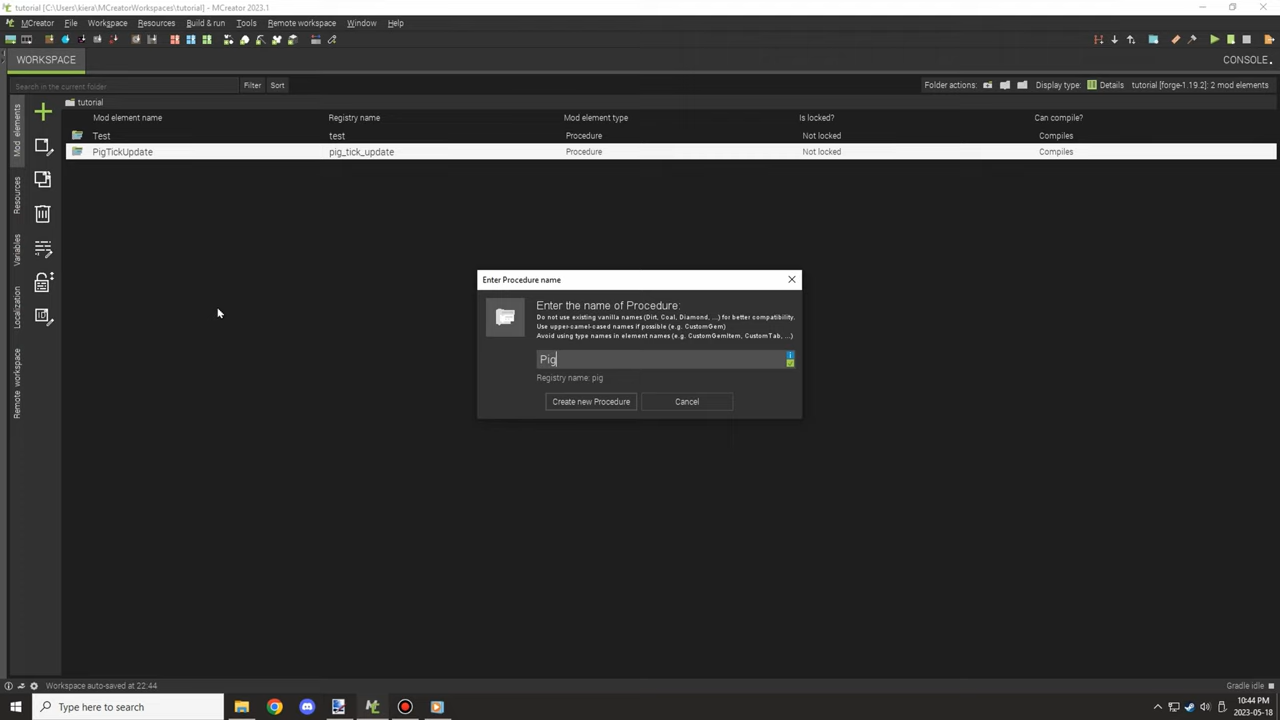 tutorial [C:\Users\kiera\MCreatorWorkspaces\tutorial] - MCreator 2023.1
MCreator File Workspace Resources Build & run Tools Remote workspace Window Help
WORKSPACE
CONSLE.
Search in the current folder
Filter
Sort
Folder actions:
Display type:
Details
tutorial [forge-1.19.2]: 2 mod elements
tutorial
Mod element name Registry name Mod element type Is locked? Can compile?
Test test Procedure Not locked Compiles
PigTickUpdate pig_tick_update Procedure Not locked Compiles
Mod elements
Resources
Variables
Localization
Remote workspace
Enter Procedure name
Enter the name of Procedure:
Do not use existing vanilla names (Dirt, Coal, Diamond, ...) for better compatibility.
Use upper-camel-cased names if possible (e.g. CustomGem)
Avoid using type names in element names (e.g. CustomGemItem, CustomTab, ...)
Pig
Registry name: pig
Create new Procedure
Cancel
Workspace auto-saved at 22:44
Gradle idle
Type here to search
10:44 PM
2023-05-18